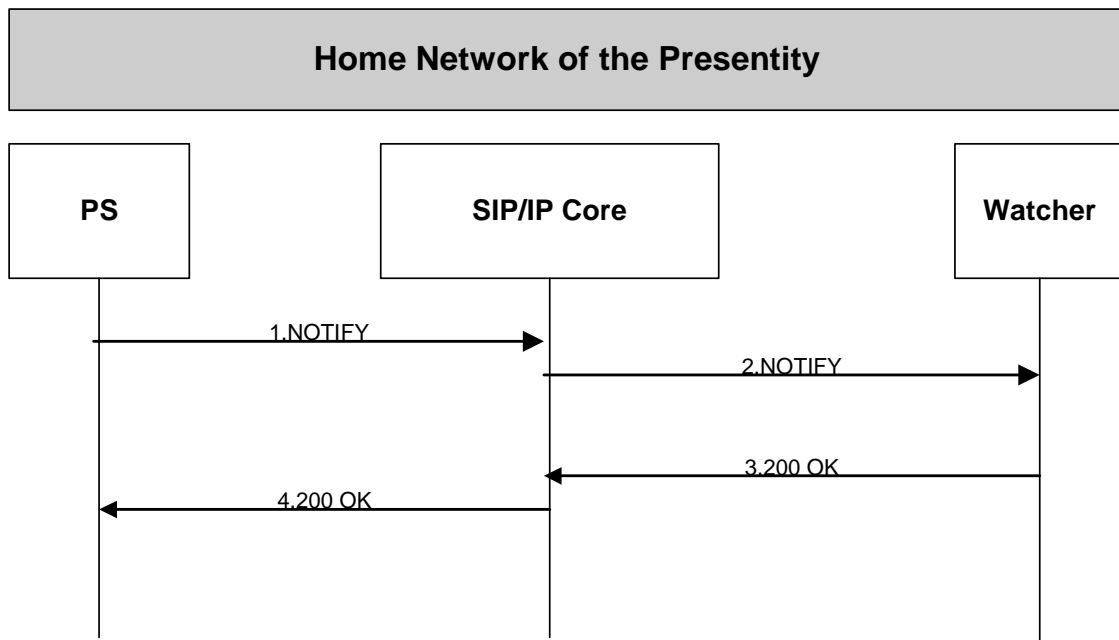 Home Network of the Presentity
PS
SIP/IP Core
Watcher
1.NOTIFY
2.NOTIFY
3.200 OK
4.200 OK